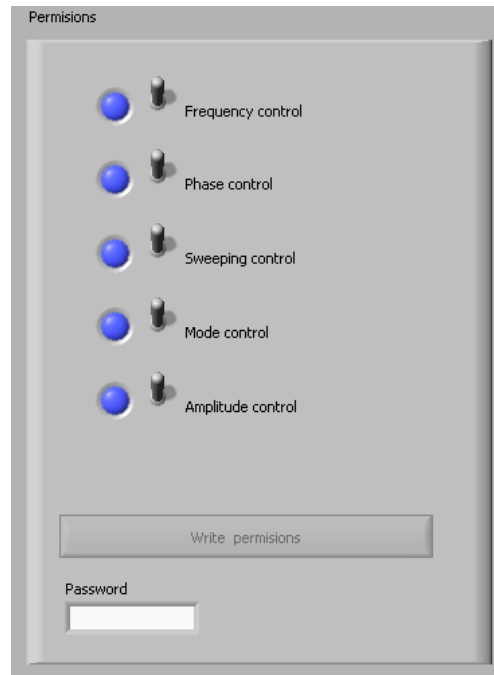 Permisions
Frequency control
Phase control
Sweeping control
Mode control
Amplitude control
Write permisions
Password